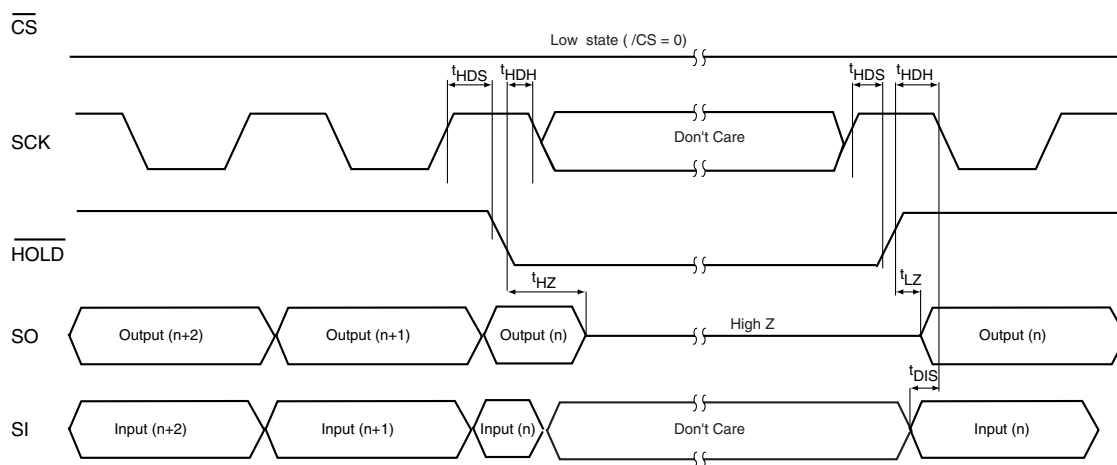 CS
Low state ( /CS = 0)
tHDS tHDH tHDS tHDH
SCK
Don't Care
HOLD
tHZ tLZ
SO
Output (n+2) Output (n+1) Output (n) High Z Output (n)
tDIS
SI
Input (n+2) Input (n+1) Input (n) Don't Care Input (n)